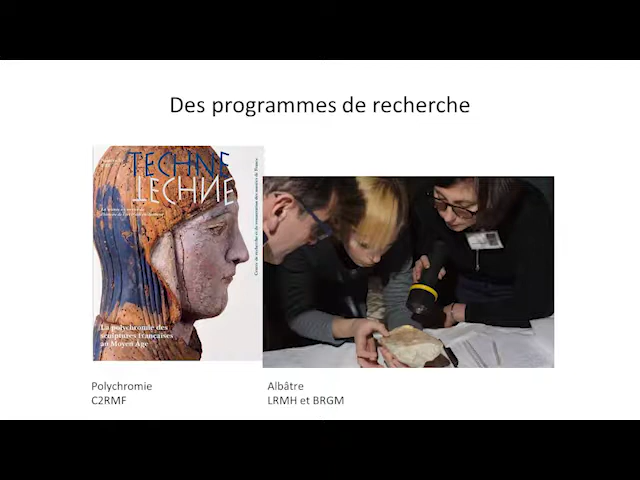 Des programmes de recherche
TECHNE
TECHNE
La polychromie des
sculptures françaises
au Moyen Âge
Polychromie
C2RMF
Albâtre
LRMH et BRGM